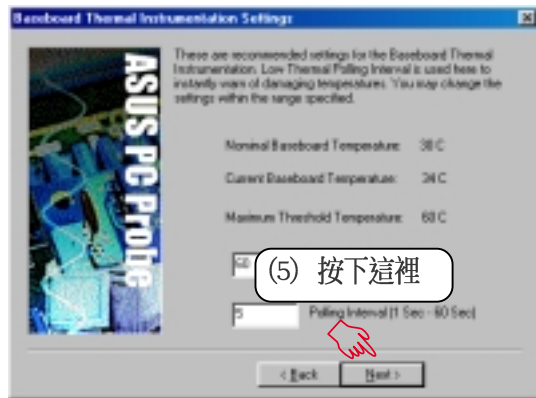 Baseboard Thermal Instrumentation Settings
ASUS PC Probe
These are recommended settings for the Baseboard Thermal
Instrumentation. Low Thermal Polling Interval is used here to
instantly warn of damaging temperatures. You may change the
settings within the range specified.
Nominal Baseboard Temperature: 30 C
Current Baseboard Temperature: 34 C
Maximum Threshold Temperature: 60 C
60
(5) 按下這裡
5 Polling Interval (1 Sec - 60 Sec)
< Back Next >